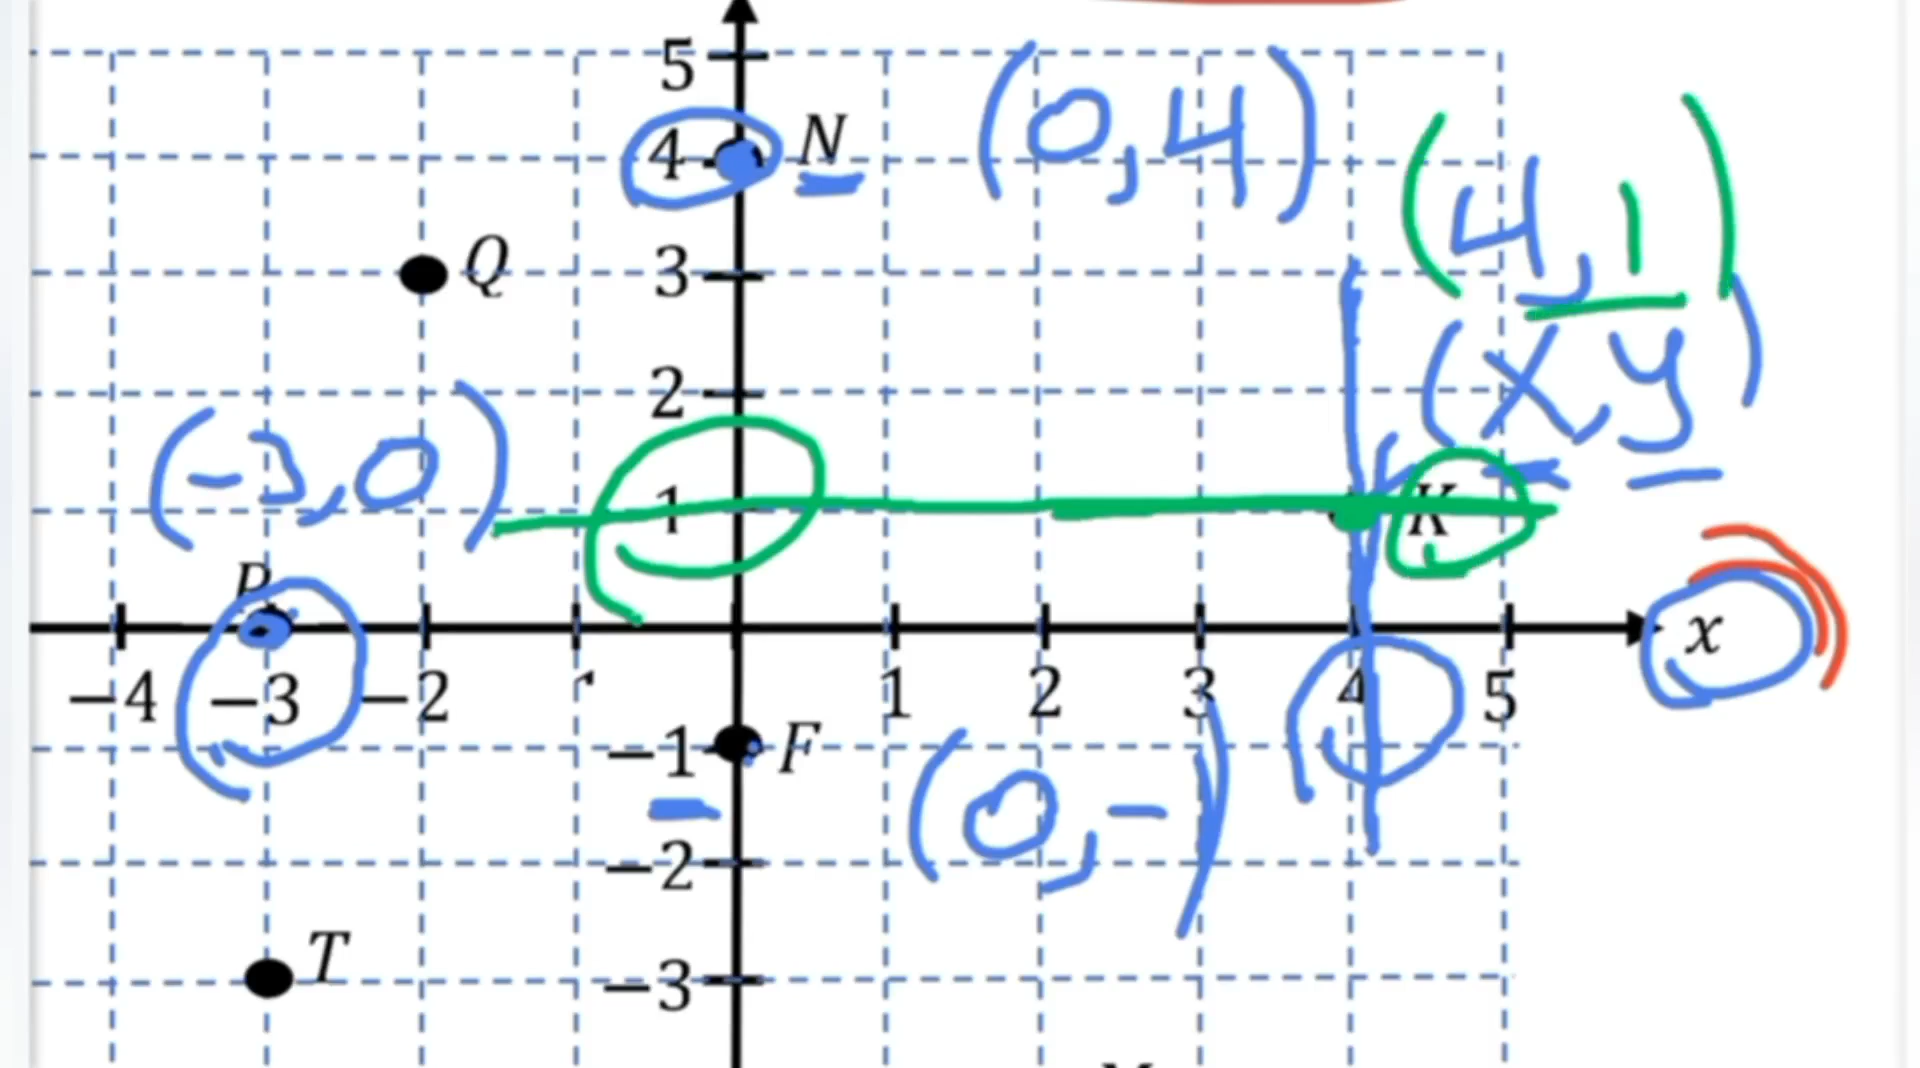 5
4 N (0,4)
(4,1)
Q 3
(x,y)
2
(-3,0)
1 K
P
x
−4 −3 −2 1 2 3 4 5
−1 F
(0,-)
−2
T
−3